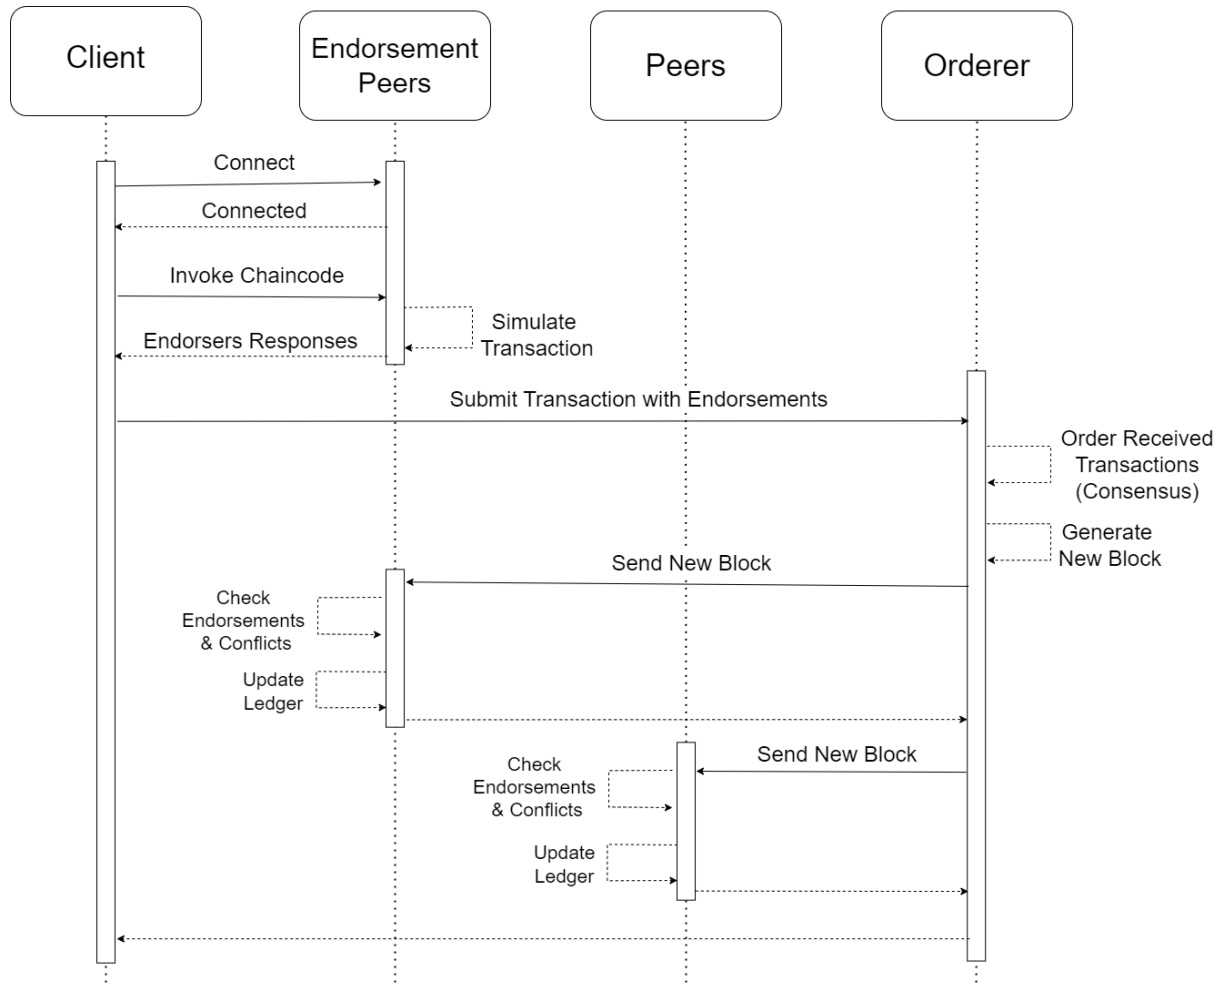 Client
Endorsement
Peers
Peers
Orderer
Connect
Connected
Invoke Chaincode
Simulate
Transaction
Endorsers Responses
Submit Transaction with Endorsements
Order Received
Transactions
(Consensus)
Generate
New Block
Send New Block
Check
Endorsements
& Conflicts
Update
Ledger
Send New Block
Check
Endorsements
& Conflicts
Update
Ledger